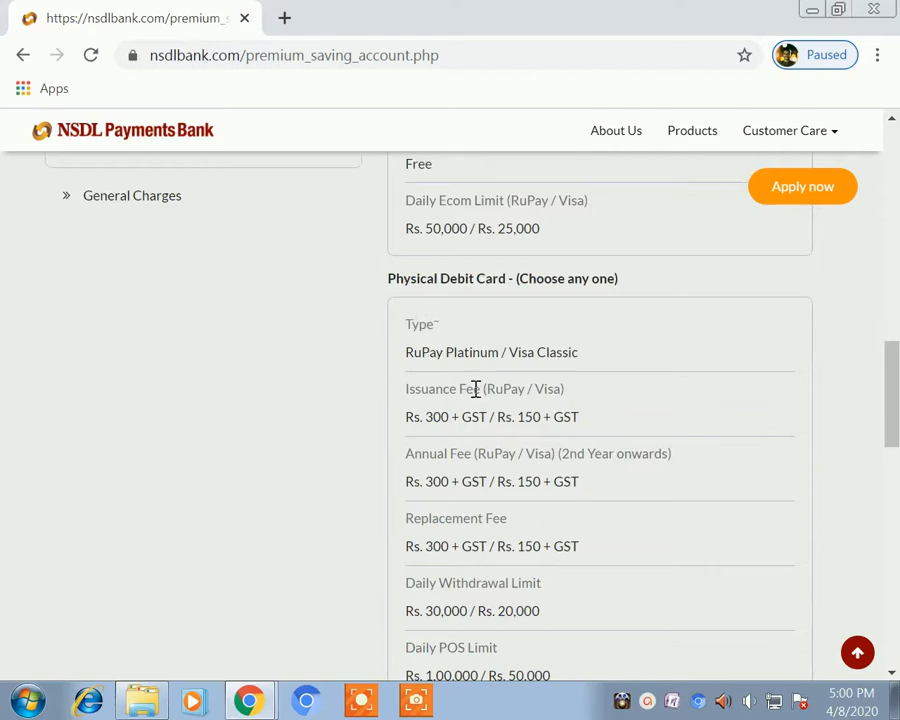 https://nsdlbank.com/premium_s
nsdlbank.com/premium_saving_account.php
Paused
Apps
NSDL PaymentsBank
About Us
Products
Customer Care
Free
General Charges
Apply now
Daily Ecom Limit (RuPay / Visa)
Rs. 50,000 / Rs. 25,000
Physical Debit Card - (Choose any one)
Type~
RuPay Platinum / Visa Classic
Issuance Fee (RuPay / Visa)
Rs. 300 + GST / Rs. 150 + GST
Annual Fee (RuPay / Visa) (2nd Year onwards)
Rs. 300 + GST / Rs. 150 + GST
Replacement Fee
Rs. 300 + GST / Rs. 150 + GST
Daily Withdrawal Limit
Rs. 30,000 / Rs. 20,000
Daily POS Limit
Rs. 1,00,000 / Rs. 50,000
5:00 PM
4/8/2020